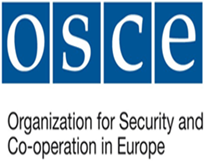 osce
Organization for Security and
Co-operation in Europe